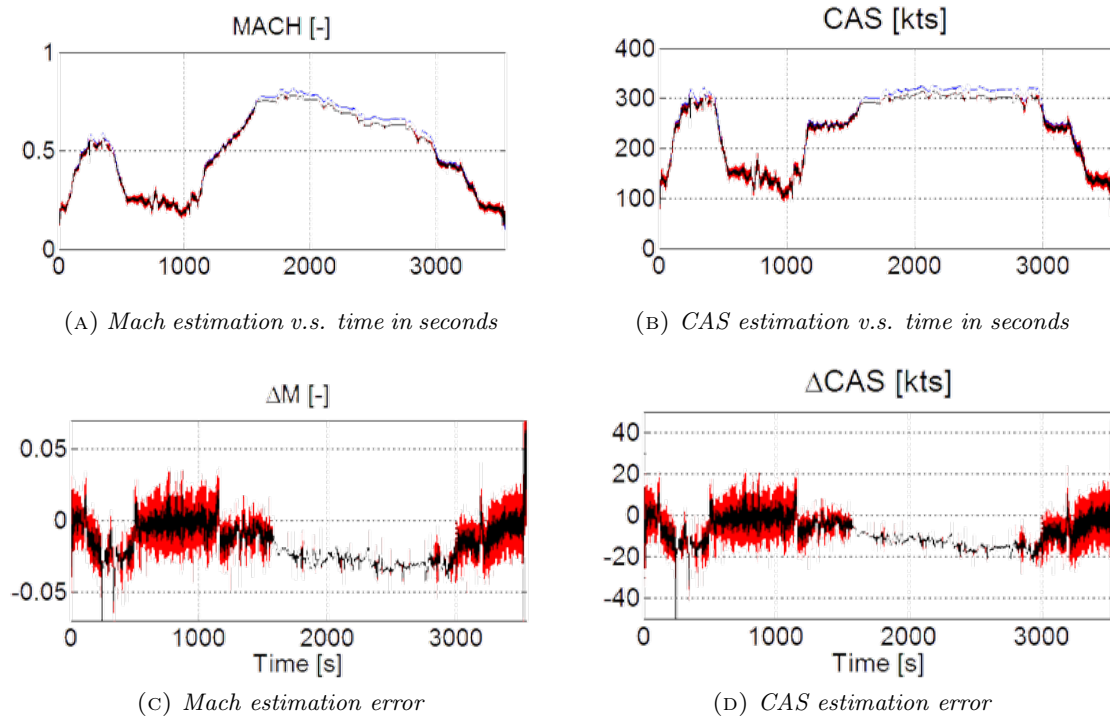 MACH [-]
1
0.5
0
0 1000 2000 3000
(A) Mach estimation v.s. time in seconds
CAS [kts]
400
300
200
100
0
0 1000 2000 3000
(B) CAS estimation v.s. time in seconds
ΔM [-]
0.05
0
-0.05
0 1000 2000 3000
Time [s]
(C) Mach estimation error
ΔCAS [kts]
40
20
0
-20
-40
0 1000 2000 3000
Time [s]
(D) CAS estimation error